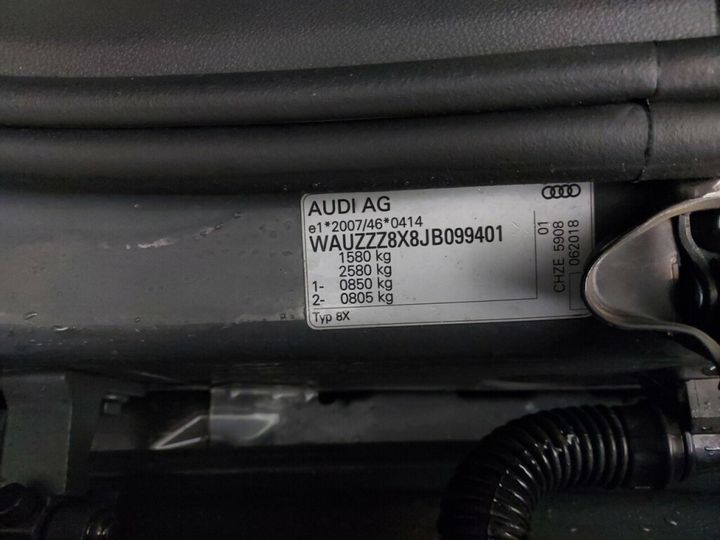 AUDI AG
e1*2007/46*0414
WAUZZZ8X8JB099401
1580 kg
2580 kg
1- 0850 kg
2- 0805 kg
Typ 8X
01
CHZE 5908
062018